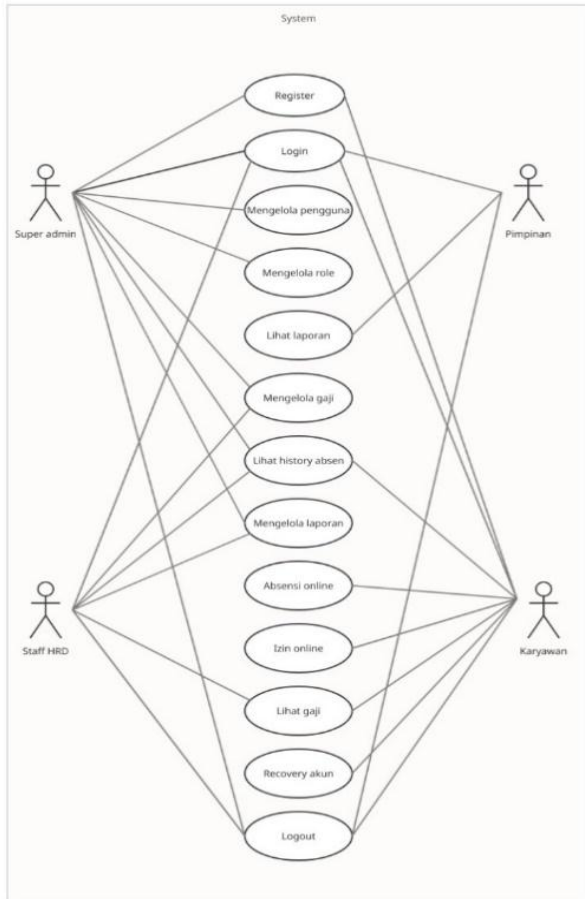 System
Register
Login
Super admin
Pimpinan
Mengelola pengguna
Mengelola role
Lihat laporan
Mengelola gaji
Lihat history absen
Mengelola laporan
Absensi online
Staff HRD
Karyawan
Izin online
Lihat gaji
Recovery akun
Logout